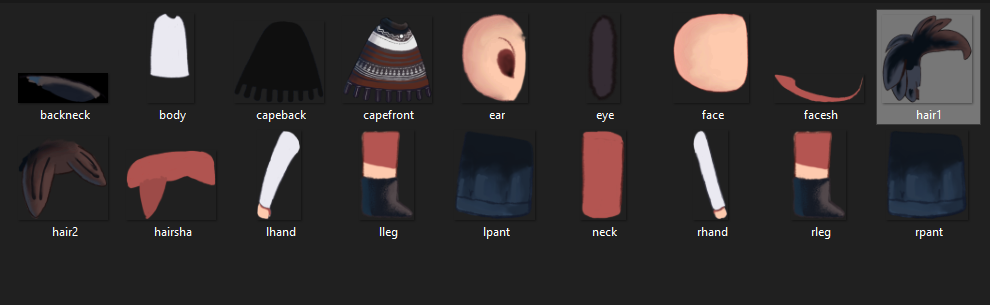 backneck
body
capeback
capefront
ear
eye
face
facesh
hair1
hair2
hairsha
lhand
lleg
lpant
neck
rhand
rleg
rpant